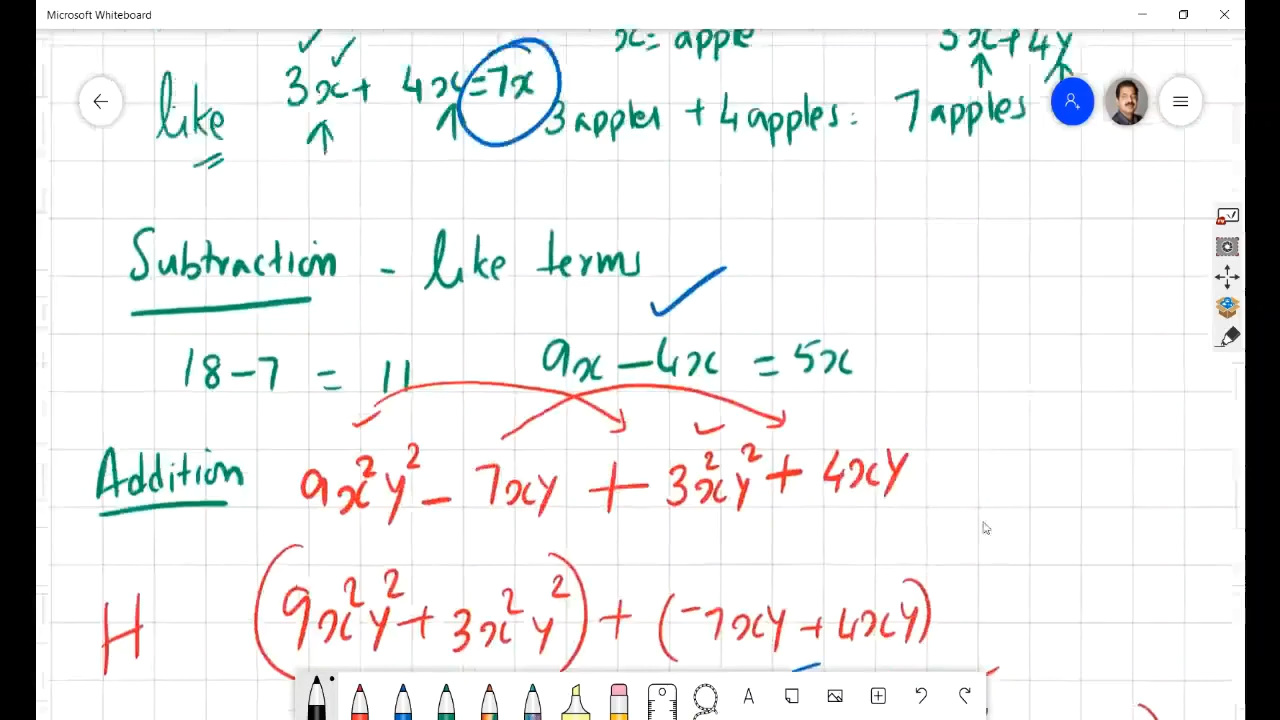 Microsoft Whiteboard
x = apple
3x + 4y
like 3x + 4x = 7x
3 apples + 4 apples = 7 apples
Subtraction - like terms
18 - 7 = 11
9x - 4x = 5x
Addition 9x²y² - 7xy + 3x²y² + 4xy
H (9x²y² + 3x²y²) + (-7xy + 4xy)
A